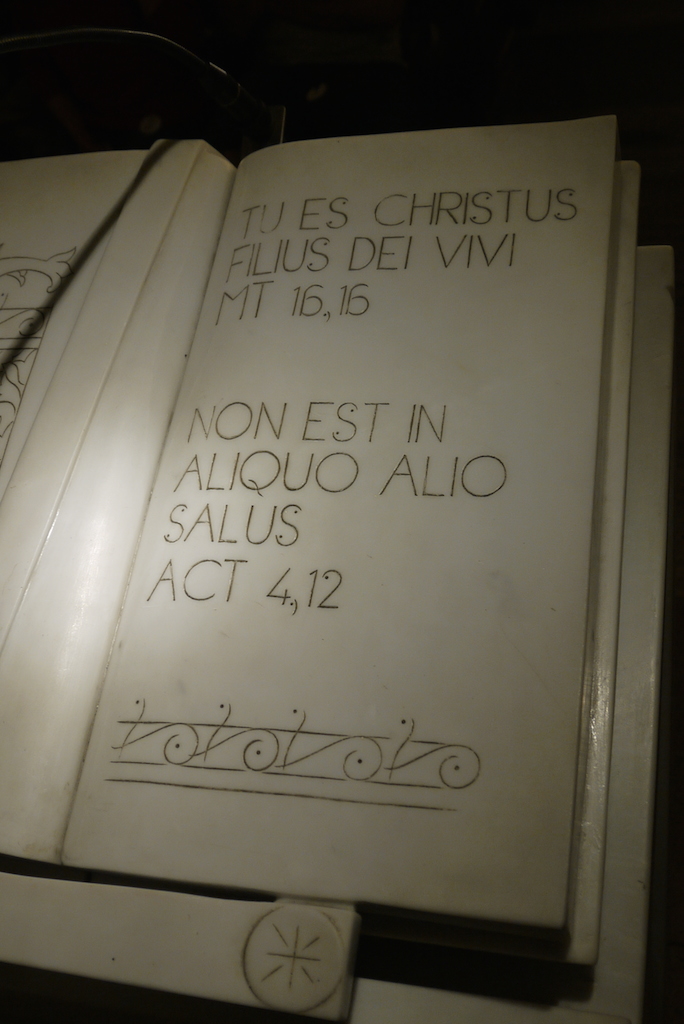 TU ES CHRISTUS
FILIUS DEI VIVI
MT 16,16
NON EST IN
ALIQUO ALIO
SALUS
ACT 4,12